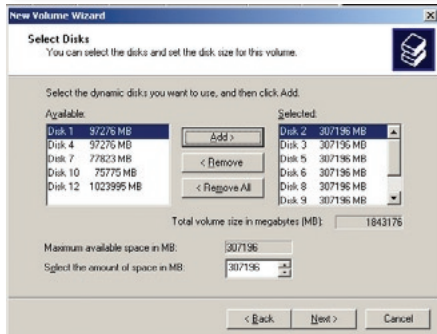 New Volume Wizard
Select Disks
You can select the disks and set the disk size for this volume.
Select the dynamic disks you want to use, and then click Add.
Available: Selected:
Disk 1 97276 MB
Disk 4 97276 MB
Disk 7 77823 MB
Disk 10 75775 MB
Disk 12 1023995 MB
Add >
< Remove
< Remove All
Disk 2 307196 MB
Disk 3 307196 MB
Disk 5 307196 MB
Disk 6 307196 MB
Disk 8 307196 MB
Disk 9 307196 MB
Total volume size in megabytes (MB): 1843176
Maximum available space in MB: 307196
Select the amount of space in MB: 307196
< Back Next > Cancel